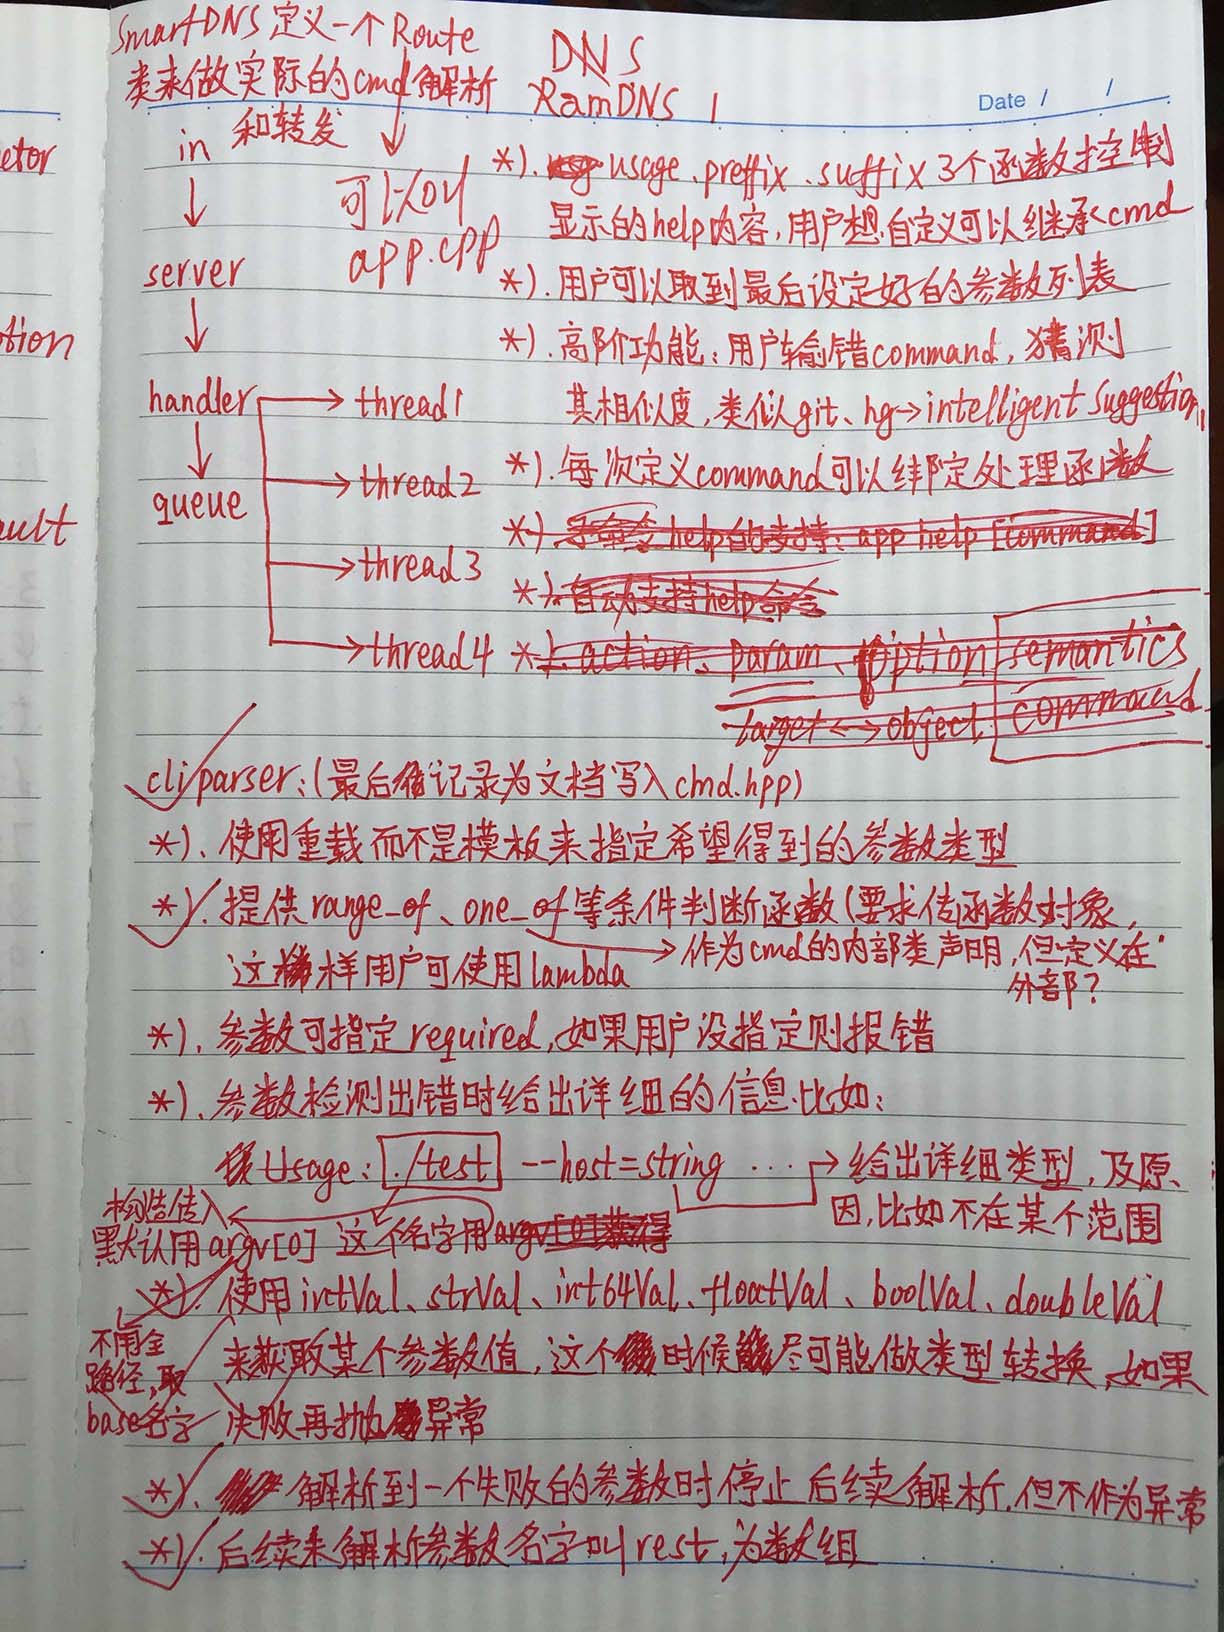 SmartDNS 定义一个 Route
类来做实际的cmd解析
和转发
DNS
RamDNS
Date / /
in
可以叫
app.cpp
server
handler
queue
thread1
thread2
thread3
thread4
*). usage、preffix、suffix 3个函数控制
显示的help内容,用户想自定义可以继承cmd
*). 用户可以取到最后设定好的参数列表
*). 高阶功能:用户输错command,猜测
其相似度,类似git、hg→intelligent suggestion
*). 每次定义command可以绑定处理函数
*). 子命令help的支持: app help [command]
*). 自动支持help命令
*). action、param、option semantics
target ↔ object command
cli parser:(最后作记录为文档写入cmd.hpp)
*). 使用重载而不是模板来指定希望得到的参数类型
*). 提供range_of、one_of等条件判断函数(要求传函数对象,
这样用户可使用lambda
→作为cmd的内部类声明,但定义在
外部?
*). 参数可指定required,如果用户没指定则报错
*). 参数检测出错时给出详细的信息.比如:
Usage: ./test --host=string ... →给出详细类型,及原
因,比如不在某个范围
构造传入
默认用argv[0] 这个名字用argv[0]获得
*). 使用intVal、strVal、int64Val、floatVal、boolVal、doubleVal
来获取某个参数值,这个时候尽可能做类型转换,如果
失败再抛异常
不用全
路径,取
base名字
*). 解析到一个失败的参数时停止后续解析,但不作为异常
*). 后续未解析参数名字叫rest,为数组
etor
otion
ault